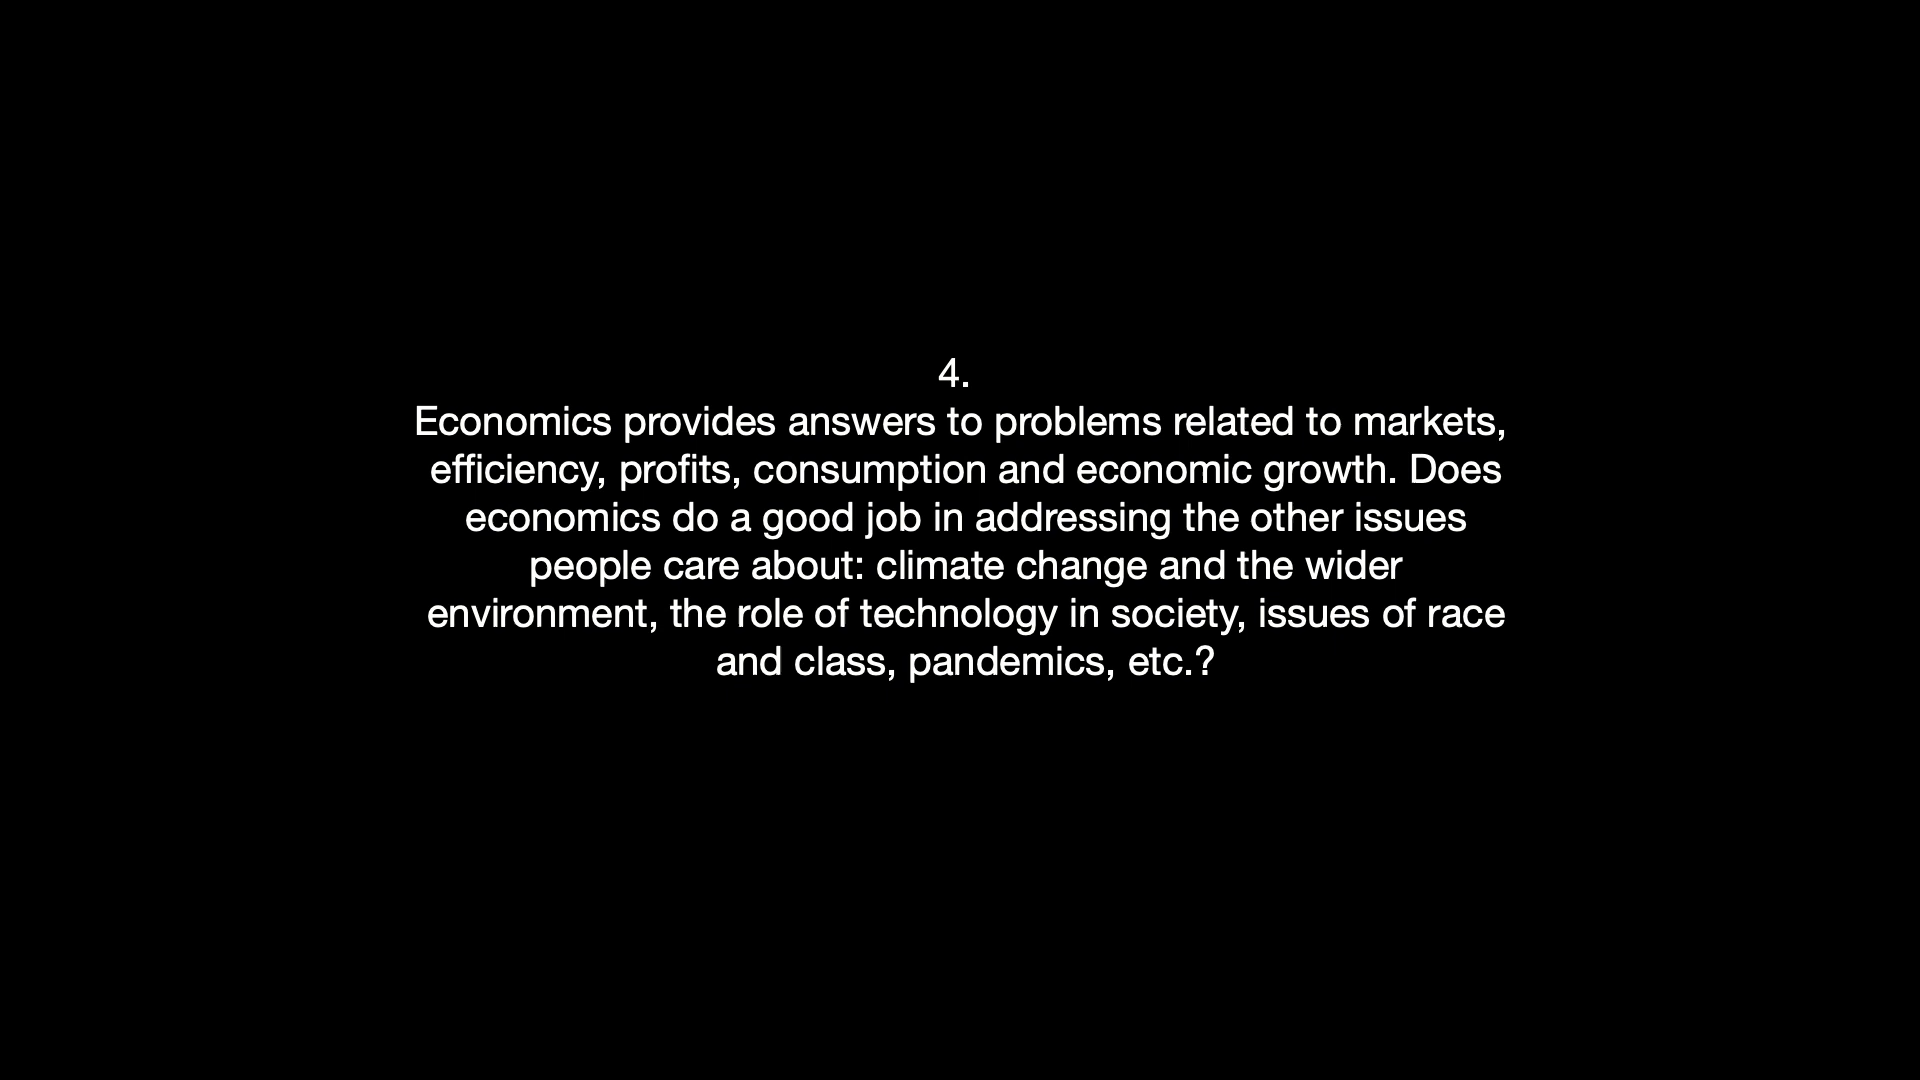 4.
Economics provides answers to problems related to markets,
efficiency, profits, consumption and economic growth. Does
economics do a good job in addressing the other issues
people care about: climate change and the wider
environment, the role of technology in society, issues of race
and class, pandemics, etc.?